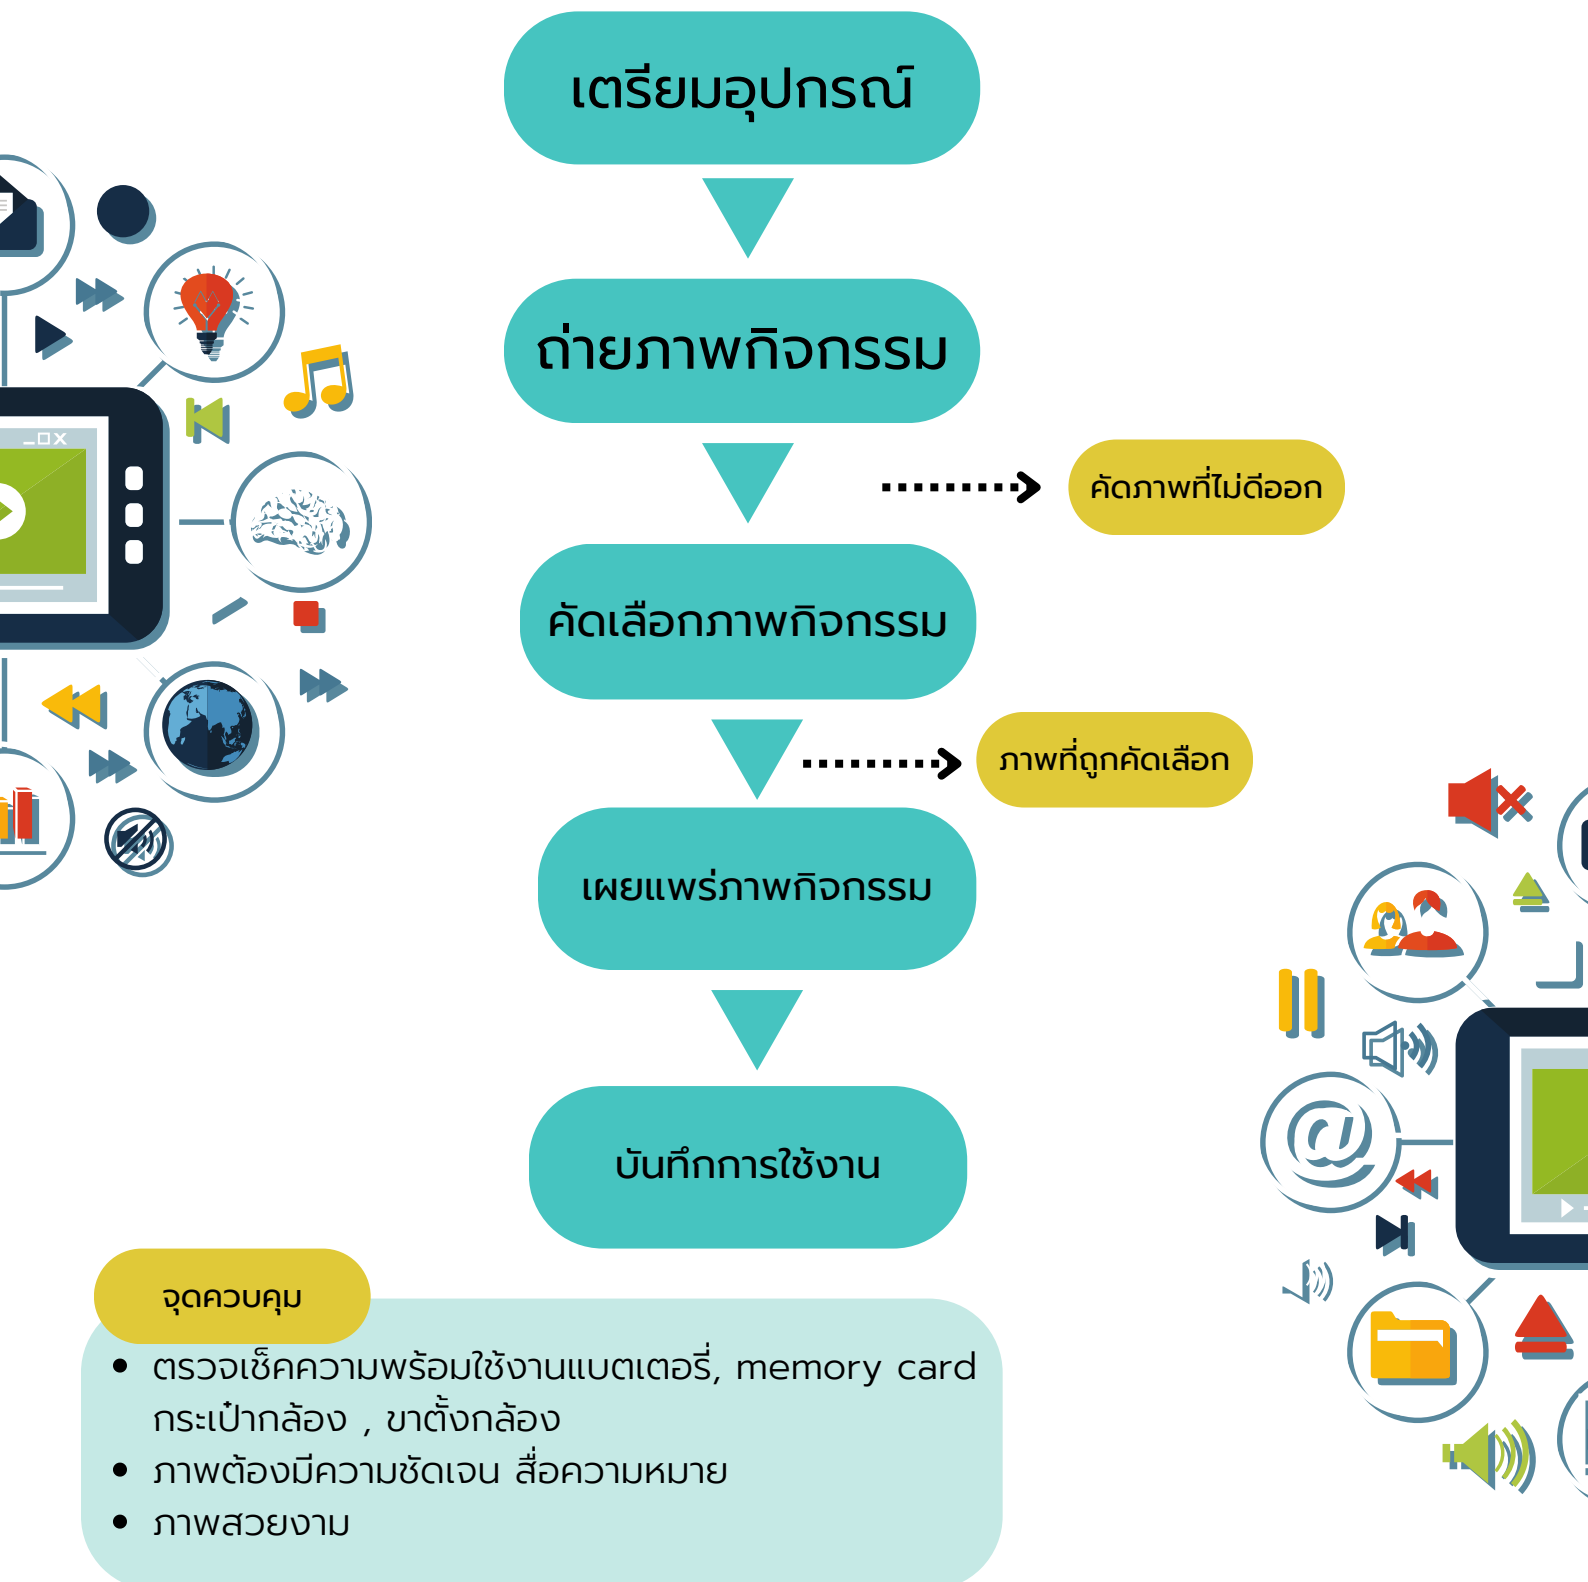 เตรียมอุปกรณ์
ถ่ายภาพกิจกรรม
คัดภาพที่ไม่ดีออก
คัดเลือกภาพกิจกรรม
ภาพที่ถูกคัดเลือก
เผยแพร่ภาพกิจกรรม
บันทึกการใช้งาน
จุดควบคุม
• ตรวจเช็คความพร้อมใช้งานแบตเตอรี่, memory card
กระเป๋ากล้อง , ขาตั้งกล้อง
• ภาพต้องมีความชัดเจน สื่อความหมาย
• ภาพสวยงาม